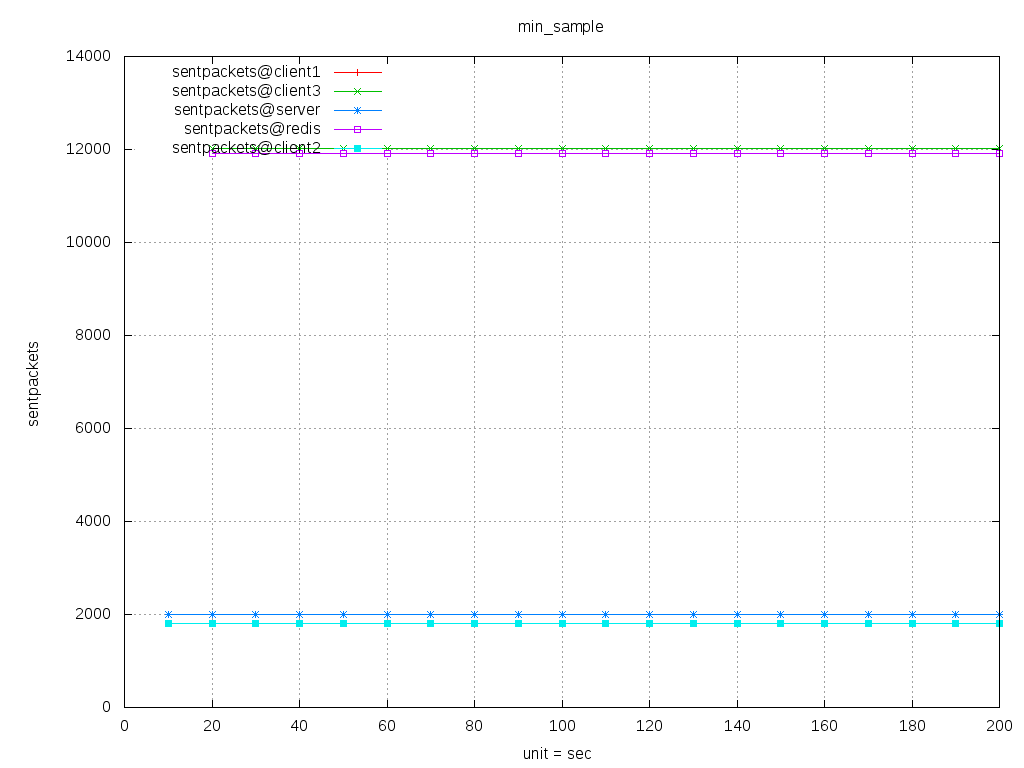 min_sample
14000
sentpackets@client1
sentpackets@client3
sentpackets@server
sentpackets@redis
sentpackets@client2
12000
10000
8000
sentpackets
6000
4000
2000
0
0 20 40 60 80 100 120 140 160 180 200
unit = sec